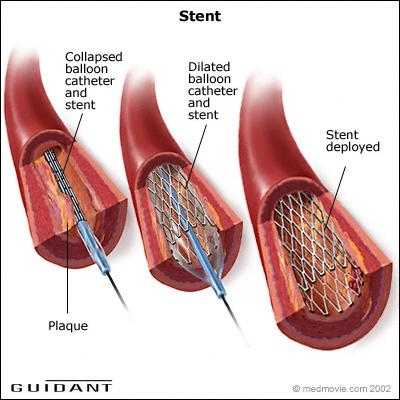 Stent
Collapsed
balloon
catheter
and
stent
Dilated
balloon
catheter
and
stent
Stent
deployed
Plaque
GUIDANT
© medmovie.com 2002